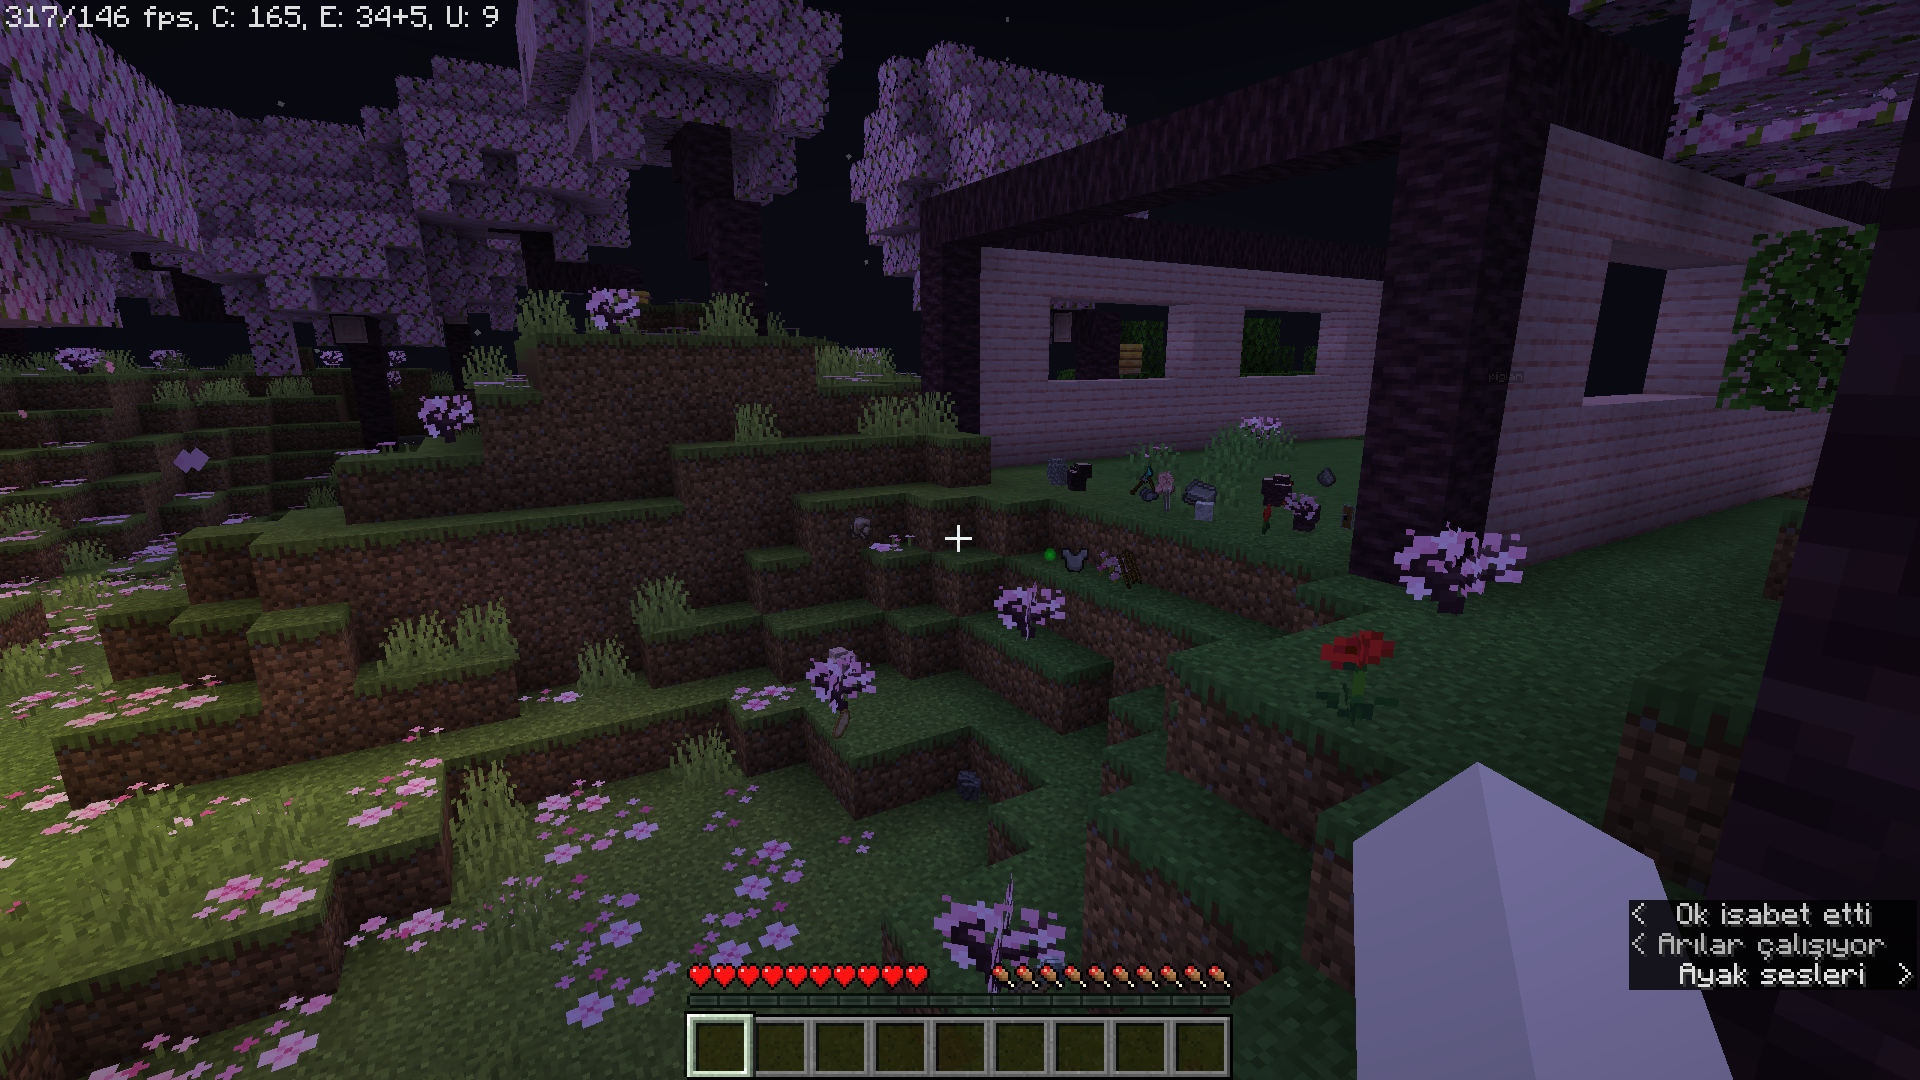 317/146 fps, C: 165, E: 34+5, U: 9
< Ok isabet etti
< Arılar çalışıyor
Ayak sesleri >